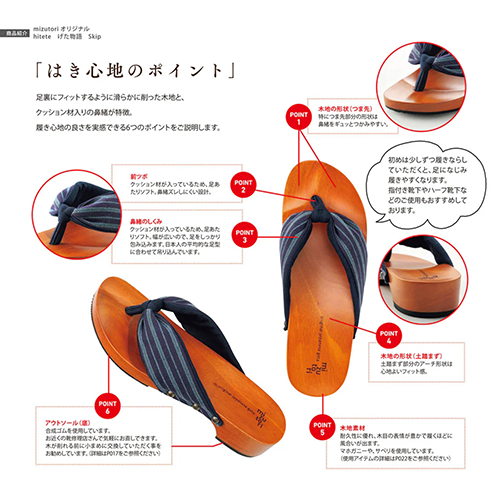 商品紹介
mizutori オリジナル
hitete げた物語 Skip
「はき心地のポイント」
足裏にフィットするように滑らかに削った木地と、
クッション材入りの鼻緒が特徴。
履き心地の良さを実感できる6つのポイントをご説明します。
POINT
1
木地の形状（つま先）
特につま先部分の形状は
鼻緒をギュッとつかみやすい。
初めは少しずつ履きならし
ていただくと、足になじみ
履きやすくなります。
指付き靴下やハーフ靴下な
どのご使用もおすすめして
おります。
前ツボ
クッション材が入っているため、足あ
たりソフト。鼻緒ズレしにくい設計。
POINT
2
鼻緒のしくみ
クッション材が入っているため、足あ
たりソフト。幅が広いので、足をしっかり
包み込みます。日本人の平均的な足型
に合わせて吊り込んでいます。
POINT
3
POINT
4
木地の形状（土踏まず）
土踏まず部分のアーチ形状は
心地よいフィット感。
mi
zu
to
ri
POINT
6
アウトソール（底）
合成ゴムを使用しています。
お近くの靴修理店さんで気軽にお直しできます。
木が削れる前に小まめに交換していただく事を
お勧めしています。（詳細はP017をご参照ください）
POINT
5
木地素材
耐久性に優れ、木目の表情が豊かで履くほどに
風合いが出ます。
マホガニーや、サペリを使用しています。
（使用アイテムの詳細はP022をご参照ください）